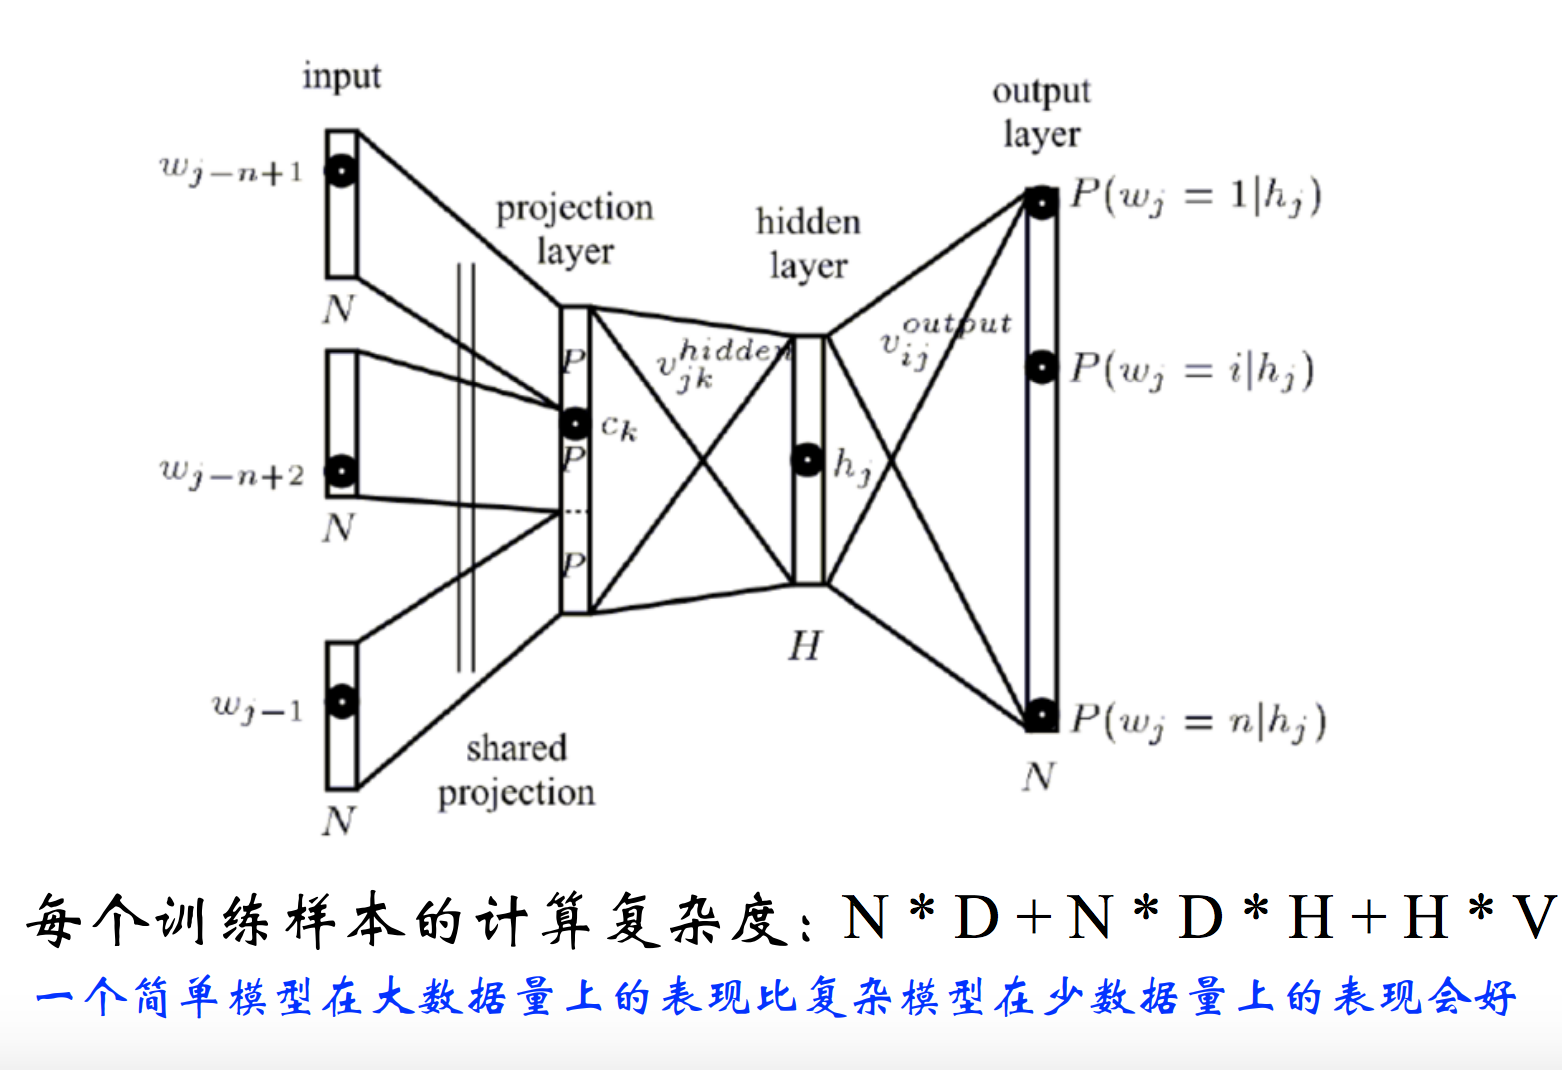 input
output
layer
w_{j-n+1}
P(w_j = 1|h_j)
projection
layer
hidden
layer
N
P
v_{jk}^{hidden}
v_{ij}^{output}
P(w_j = i|h_j)
c_k
P
w_{j-n+2}
h_j
N
P
H
w_{j-1}
P(w_j = n|h_j)
shared
projection
N
N
每个训练样本的计算复杂度: N * D + N * D * H + H * V
一个简单模型在大数据量上的表现比复杂模型在少数据量上的表现会好